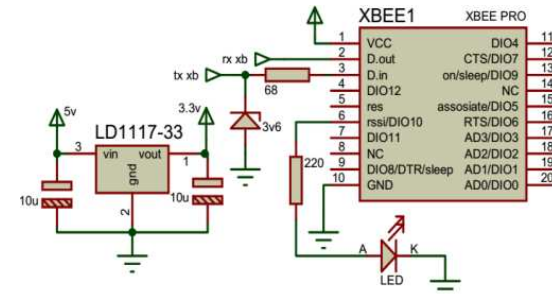 XBEE1 XBEE PRO
rx xb
tx xb
68
3v6
1 VCC DIO4 11
2 D.out CTS/DIO7 12
3 D.in on/sleep/DIO9 13
4 DIO12 NC 14
5 res assosiate/DIO5 15
6 rssi/DIO10 RTS/DIO6 16
7 DIO11 AD3/DIO3 17
8 NC AD2/DIO2 18
9 DIO8/DTR/sleep AD1/DIO1 19
10 GND AD0/DIO0 20
5v 3.3v
LD1117-33
3 vin vout 1
gnd
2
10u 10u
220
A K
LED